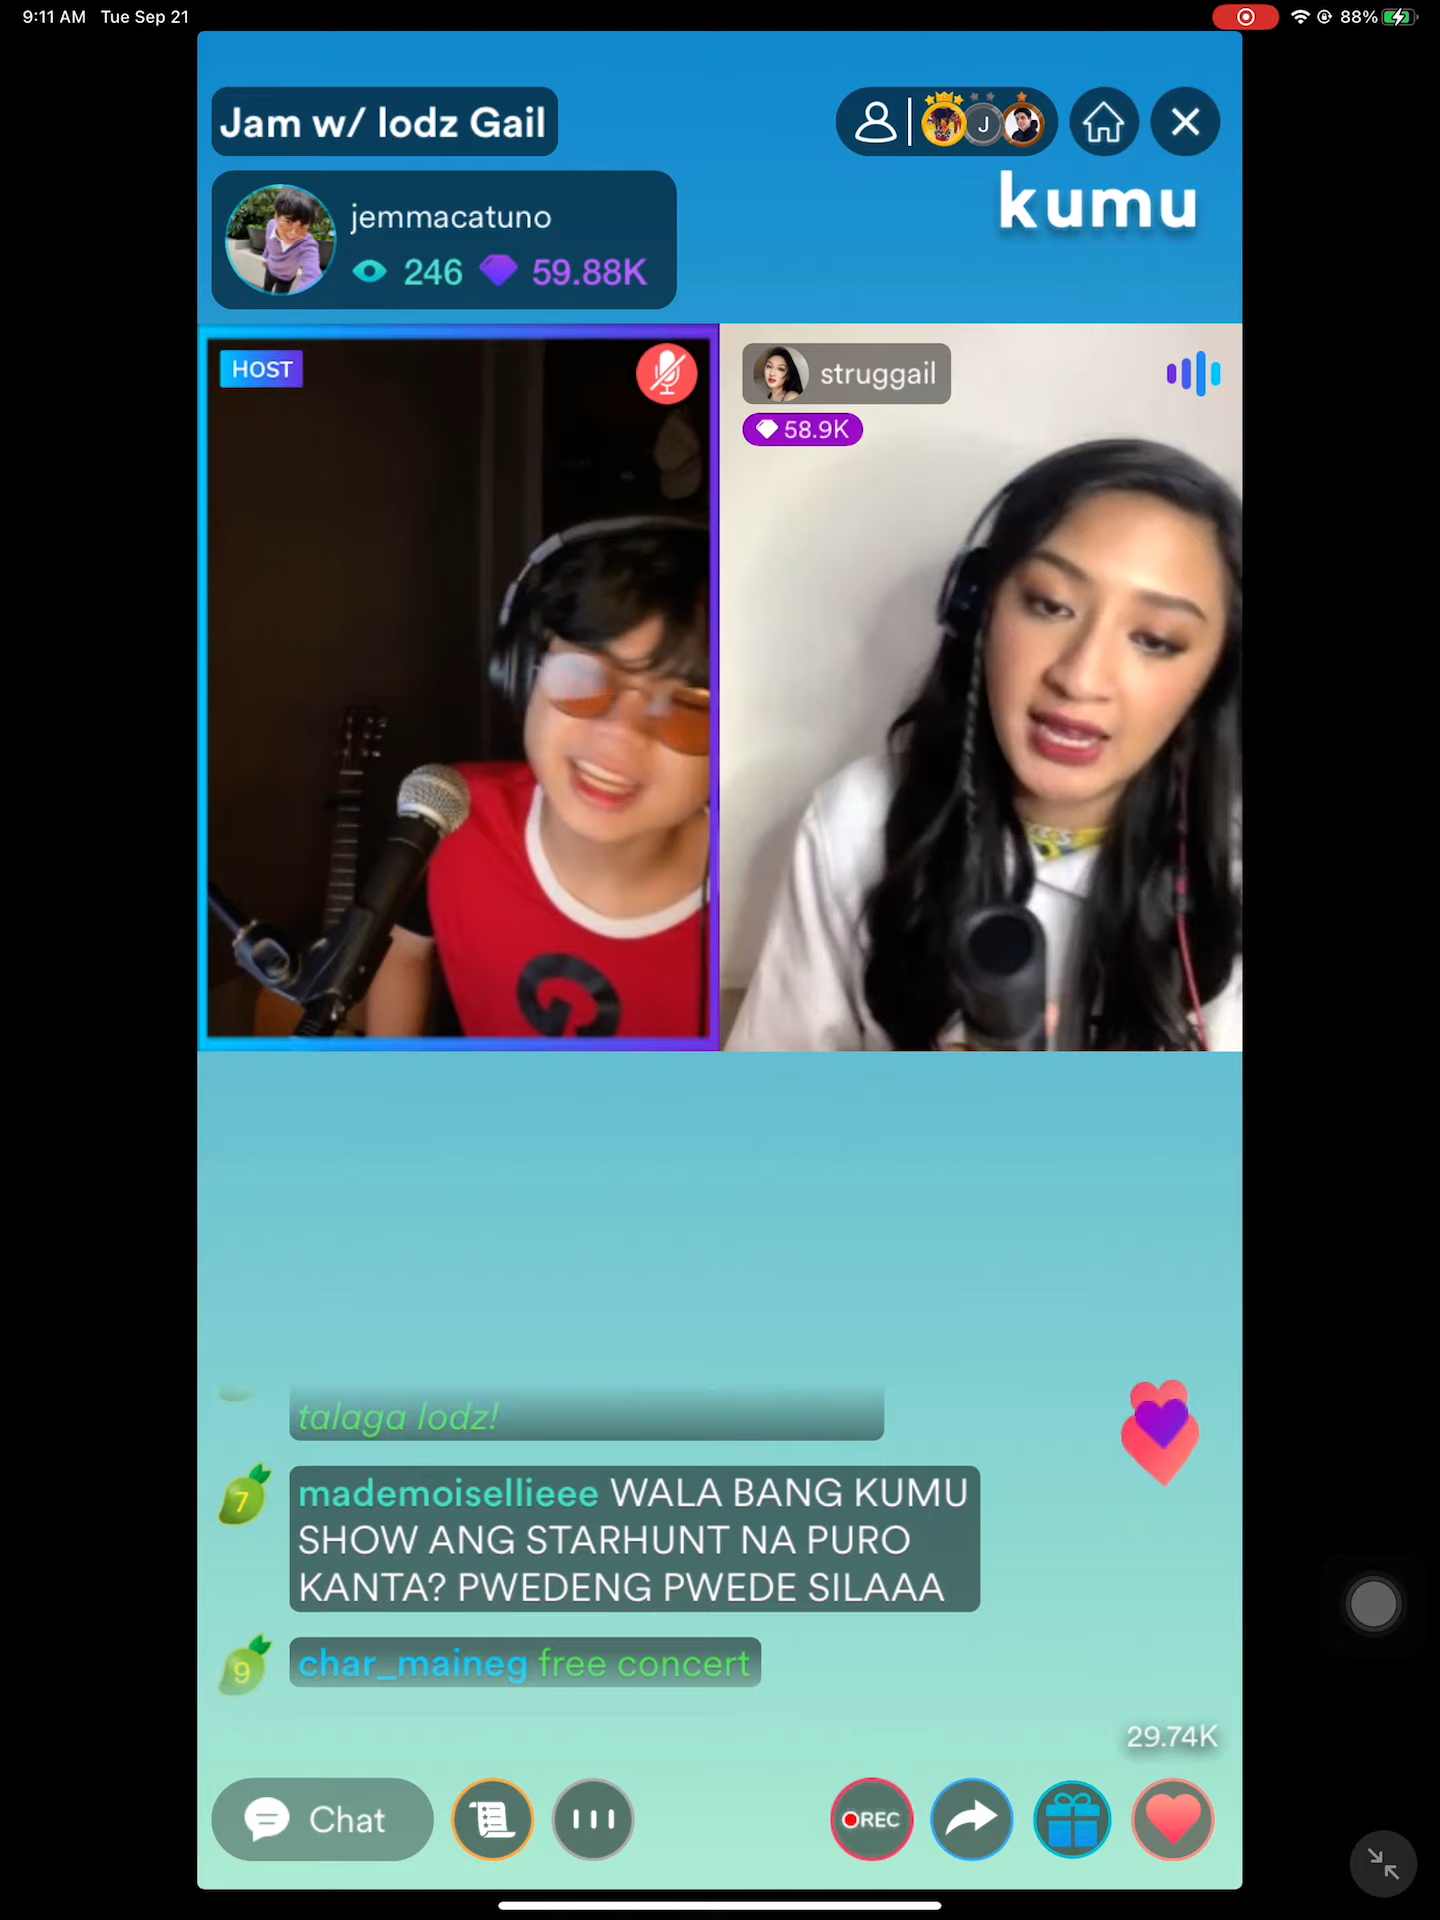 9:11 AM Tue Sep 21
88%
Jam w/ lodz Gail
J
kumu
jemmacatuno
246 59.88K
HOST
struggail
58.9K
talaga lodz!
7
mademoisellieee WALA BANG KUMU
SHOW ANG STARHUNT NA PURO
KANTA? PWEDENG PWEDE SILAAA
9
char_maineg free concert
29.74K
Chat
REC